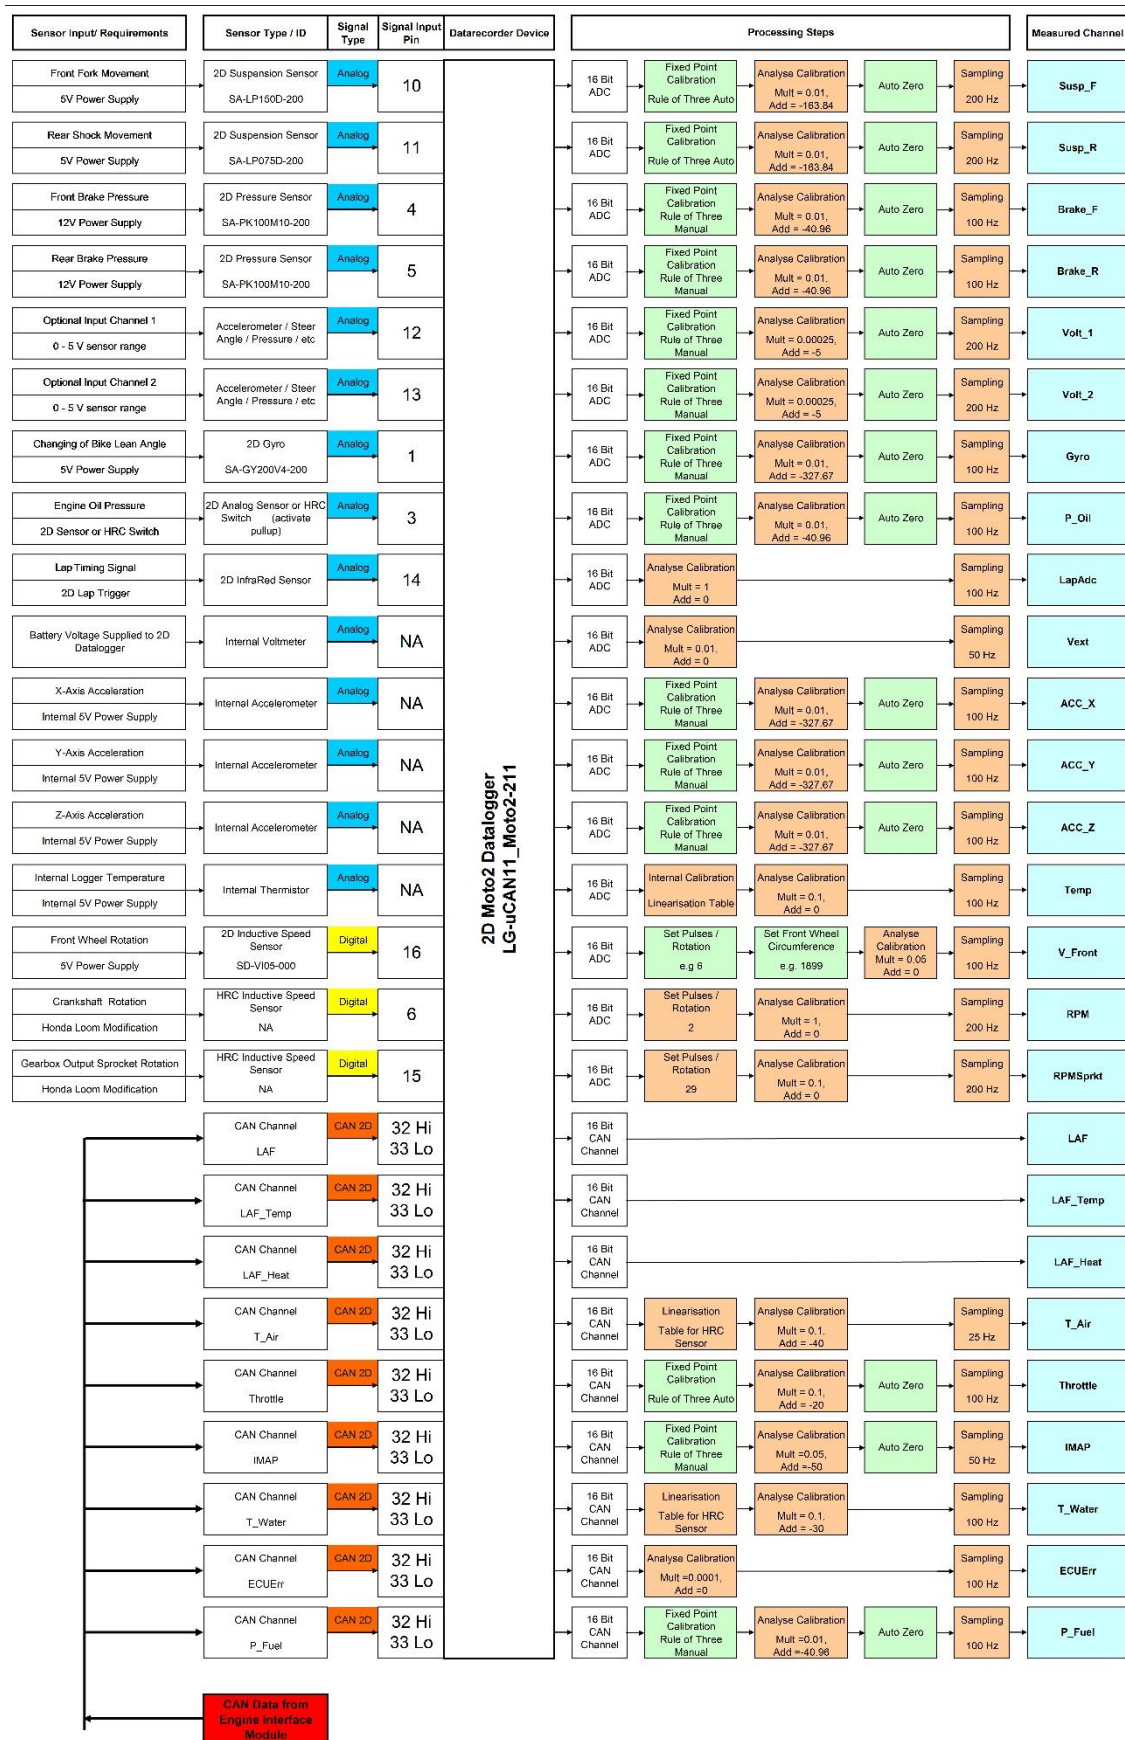 Sensor Input/ Requirements
Sensor Type / ID
Signal
Type
Signal Input
Pin
Datarecorder Device
Processing Steps
Measured Channel
Front Fork Movement
5V Power Supply
2D Suspension Sensor
SA-LP150D-200
Analog
10
16 Bit
ADC
Fixed Point
Calibration
Rule of Three Auto
Analyse Calibration
Mult = 0.01,
Add = -163.84
Auto Zero
Sampling
200 Hz
Susp_F
Rear Shock Movement
5V Power Supply
2D Suspension Sensor
SA-LP075D-200
Analog
11
16 Bit
ADC
Fixed Point
Calibration
Rule of Three Auto
Analyse Calibration
Mult = 0.01,
Add = -163.84
Auto Zero
Sampling
200 Hz
Susp_R
Front Brake Pressure
12V Power Supply
2D Pressure Sensor
SA-PK100M10-200
Analog
4
16 Bit
ADC
Fixed Point
Calibration
Rule of Three
Manual
Analyse Calibration
Mult = 0.01,
Add = -40.96
Auto Zero
Sampling
100 Hz
Brake_F
Rear Brake Pressure
12V Power Supply
2D Pressure Sensor
SA-PK100M10-200
Analog
5
16 Bit
ADC
Fixed Point
Calibration
Rule of Three
Manual
Analyse Calibration
Mult = 0.01,
Add = -40.96
Auto Zero
Sampling
100 Hz
Brake_R
Optional Input Channel 1
0 - 5 V sensor range
Accelerometer / Steer
Angle / Pressure / etc
Analog
12
16 Bit
ADC
Fixed Point
Calibration
Rule of Three
Manual
Analyse Calibration
Mult = 0.00025,
Add = -5
Auto Zero
Sampling
200 Hz
Volt_1
Optional Input Channel 2
0 - 5 V sensor range
Accelerometer / Steer
Angle / Pressure / etc
Analog
13
16 Bit
ADC
Fixed Point
Calibration
Rule of Three
Manual
Analyse Calibration
Mult = 0.00025,
Add = -5
Auto Zero
Sampling
200 Hz
Volt_2
Changing of Bike Lean Angle
5V Power Supply
2D Gyro
SA-GY200V4-200
Analog
1
16 Bit
ADC
Fixed Point
Calibration
Rule of Three
Manual
Analyse Calibration
Mult = 0.01,
Add = -327.67
Auto Zero
Sampling
100 Hz
Gyro
Engine Oil Pressure
2D Sensor or HRC Switch
2D Analog Sensor or HRC
Switch (activate
pullup)
Analog
3
16 Bit
ADC
Fixed Point
Calibration
Rule of Three
Manual
Analyse Calibration
Mult = 0.01,
Add = -40.96
Auto Zero
Sampling
100 Hz
P_Oil
Lap Timing Signal
2D Lap Trigger
2D InfraRed Sensor
Analog
14
16 Bit
ADC
Analyse Calibration
Mult = 1
Add = 0
Sampling
100 Hz
LapAdc
Battery Voltage Supplied to 2D
Datalogger
Internal Voltmeter
Analog
NA
16 Bit
ADC
Analyse Calibration
Mult = 0.01,
Add = 0
Sampling
50 Hz
Vext
X-Axis Acceleration
Internal 5V Power Supply
Internal Accelerometer
Analog
NA
16 Bit
ADC
Fixed Point
Calibration
Rule of Three
Manual
Analyse Calibration
Mult = 0.01,
Add = -327.67
Auto Zero
Sampling
100 Hz
ACC_X
Y-Axis Acceleration
Internal 5V Power Supply
Internal Accelerometer
Analog
NA
16 Bit
ADC
Fixed Point
Calibration
Rule of Three
Manual
Analyse Calibration
Mult = 0.01,
Add = -327.67
Auto Zero
Sampling
100 Hz
ACC_Y
Z-Axis Acceleration
Internal 5V Power Supply
Internal Accelerometer
Analog
NA
16 Bit
ADC
Fixed Point
Calibration
Rule of Three
Manual
Analyse Calibration
Mult = 0.01,
Add = -327.67
Auto Zero
Sampling
100 Hz
ACC_Z
2D Moto2 Datalogger
LG-uCAN11_Moto2-211
Internal Logger Temperature
Internal 5V Power Supply
Internal Thermistor
Analog
NA
16 Bit
ADC
Internal Calibration
Linearisation Table
Analyse Calibration
Mult = 0.1,
Add = 0
Sampling
100 Hz
Temp
Front Wheel Rotation
5V Power Supply
2D Inductive Speed
Sensor
SD-VI05-000
Digital
16
16 Bit
ADC
Set Pulses /
Rotation
e.g 6
Set Front Wheel
Circumference
e.g. 1899
Analyse
Calibration
Mult = 0.05
Add = 0
Sampling
100 Hz
V_Front
Crankshaft Rotation
Honda Loom Modification
HRC Inductive Speed
Sensor
NA
Digital
6
16 Bit
ADC
Set Pulses /
Rotation
2
Analyse Calibration
Mult = 1,
Add = 0
Sampling
200 Hz
RPM
Gearbox Output Sprocket Rotation
Honda Loom Modification
HRC Inductive Speed
Sensor
NA
Digital
15
16 Bit
ADC
Set Pulses /
Rotation
29
Analyse Calibration
Mult = 0.1,
Add = 0
Sampling
200 Hz
RPMSprkt
CAN Channel
LAF
CAN 2D
32 Hi
33 Lo
16 Bit
CAN
Channel
LAF
CAN Channel
LAF_Temp
CAN 2D
32 Hi
33 Lo
16 Bit
CAN
Channel
LAF_Temp
CAN Channel
LAF_Heat
CAN 2D
32 Hi
33 Lo
16 Bit
CAN
Channel
LAF_Heat
CAN Channel
T_Air
CAN 2D
32 Hi
33 Lo
16 Bit
CAN
Channel
Linearisation
Table for HRC
Sensor
Analyse Calibration
Mult = 0.1,
Add = -40
Sampling
25 Hz
T_Air
CAN Channel
Throttle
CAN 2D
32 Hi
33 Lo
16 Bit
CAN
Channel
Fixed Point
Calibration
Rule of Three Auto
Analyse Calibration
Mult = 0.1,
Add = -20
Auto Zero
Sampling
100 Hz
Throttle
CAN Channel
IMAP
CAN 2D
32 Hi
33 Lo
16 Bit
CAN
Channel
Fixed Point
Calibration
Rule of Three
Manual
Analyse Calibration
Mult =0.05,
Add =-50
Auto Zero
Sampling
50 Hz
IMAP
CAN Channel
T_Water
CAN 2D
32 Hi
33 Lo
16 Bit
CAN
Channel
Linearisation
Table for HRC
Sensor
Analyse Calibration
Mult = 0.1,
Add = -30
Sampling
100 Hz
T_Water
CAN Channel
ECUErr
CAN 2D
32 Hi
33 Lo
16 Bit
CAN
Channel
Analyse Calibration
Mult =0.0001,
Add =0
Sampling
100 Hz
ECUErr
CAN Channel
P_Fuel
CAN 2D
32 Hi
33 Lo
16 Bit
CAN
Channel
Fixed Point
Calibration
Rule of Three
Manual
Analyse Calibration
Mult =0.01,
Add =-40.96
Auto Zero
Sampling
100 Hz
P_Fuel
CAN Data from
Engine Interface
Module